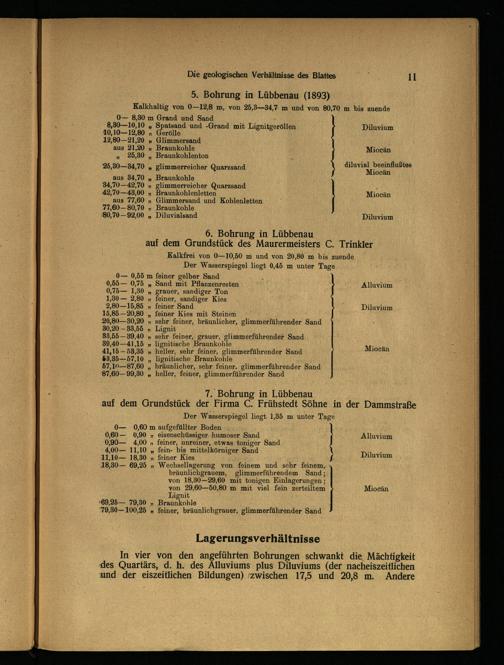 Die geologischen Verhältnisse des Blattes 11
5. Bohrung in Lübbenau (1893)
Kalkhaltig von 0—12,8 m, von 25,3—34,7 m und von 80,70 m bis zuende
0— 8,30 m Grand und Sand
8,30—10,10 „ Spatsand und -Grand mit Lignitgeröllen Diluvium
10,10—12,80 „ Gerölle
12,80—21,20 „ Glimmersand
aus 21,20 „ Braunkohle Miocän
„ 25,30 „ Braunkohlenton
25,30—34,70 „ glimmerreicher Quarzsand diluvial beeinflußtes Miocän
aus 34,70 „ Braunkohle
34,70—42,70 „ glimmerreicher Quarzsand
42,70—43,00 „ Braunkohlenletten Miocän
aus 77,60 „ Glimmersand und Kohlenletten
77,60—80,70 „ Braunkohle
80,70—92,00 „ Diluvialsand Diluvium
6. Bohrung in Lübbenau
auf dem Grundstück des Maurermeisters C. Trinkler
Kalkfrei von 0—10,50 m und von 20,80 m bis zuende
Der Wasserspiegel liegt 0,45 m unter Tage
0— 0,55 m feiner gelber Sand
0,55— 0,75 „ Sand mit Pflanzenresten Alluvium
0,75— 1,30 „ grauer, sandiger Ton
1,30— 2,80 „ feiner, sandiger Kies
2,80—15,85 „ feiner Sand Diluvium
15,85—20,80 „ feiner Kies mit Steinen
20,80—30,20 „ sehr feiner, bräunlicher, glimmerführender Sand
30,20—33,55 „ Lignit
33,55—39,40 „ sehr feiner, grauer, glimmerführender Sand
39,40—41,15 „ lignitische Braunkohle
41,15—53,35 „ heller, sehr feiner, glimmerführender Sand Miocän
53,35—57,10 „ lignitische Braunkohle
57,10—87,60 „ bräunlicher, sehr feiner, glimmerführender Sand
87,60—99,30 „ heller, feiner, glimmerführender Sand
7. Bohrung in Lübbenau
auf dem Grundstück der Firma C. Frühstedt Söhne in der Dammstraße
Der Wasserspiegel liegt 1,35 m unter Tage
0— 0,60 m aufgefüllter Boden
0,60— 0,90 „ eisenschüssiger humoser Sand Alluvium
0,90— 4,00 „ feiner, unreiner, etwas toniger Sand
4,00— 11,10 „ fein- bis mittelkörniger Sand Diluvium
11,10— 18,30 „ feiner Kies
18,30— 69,25 „ Wechsellagerung von feinem und sehr feinem,
bräunlichgrauem, glimmerführendem Sand;
von 18,30—29,60 mit tonigen Einlagerungen;
von 29,60—50,80 m mit viel fein zerteiltem Miocän
Lignit
69,25— 79,30 „ Braunkohle
79,30—100,25 „ feiner, bräunlichgrauer, glimmerführender Sand
Lagerungsverhältnisse
In vier von den angeführten Bohrungen schwankt die Mächtigkeit
des Quartärs, d. h. des Alluviums plus Diluviums (der nacheiszeitlichen
und der eiszeitlichen Bildungen) zwischen 17,5 und 20,8 m. Andere